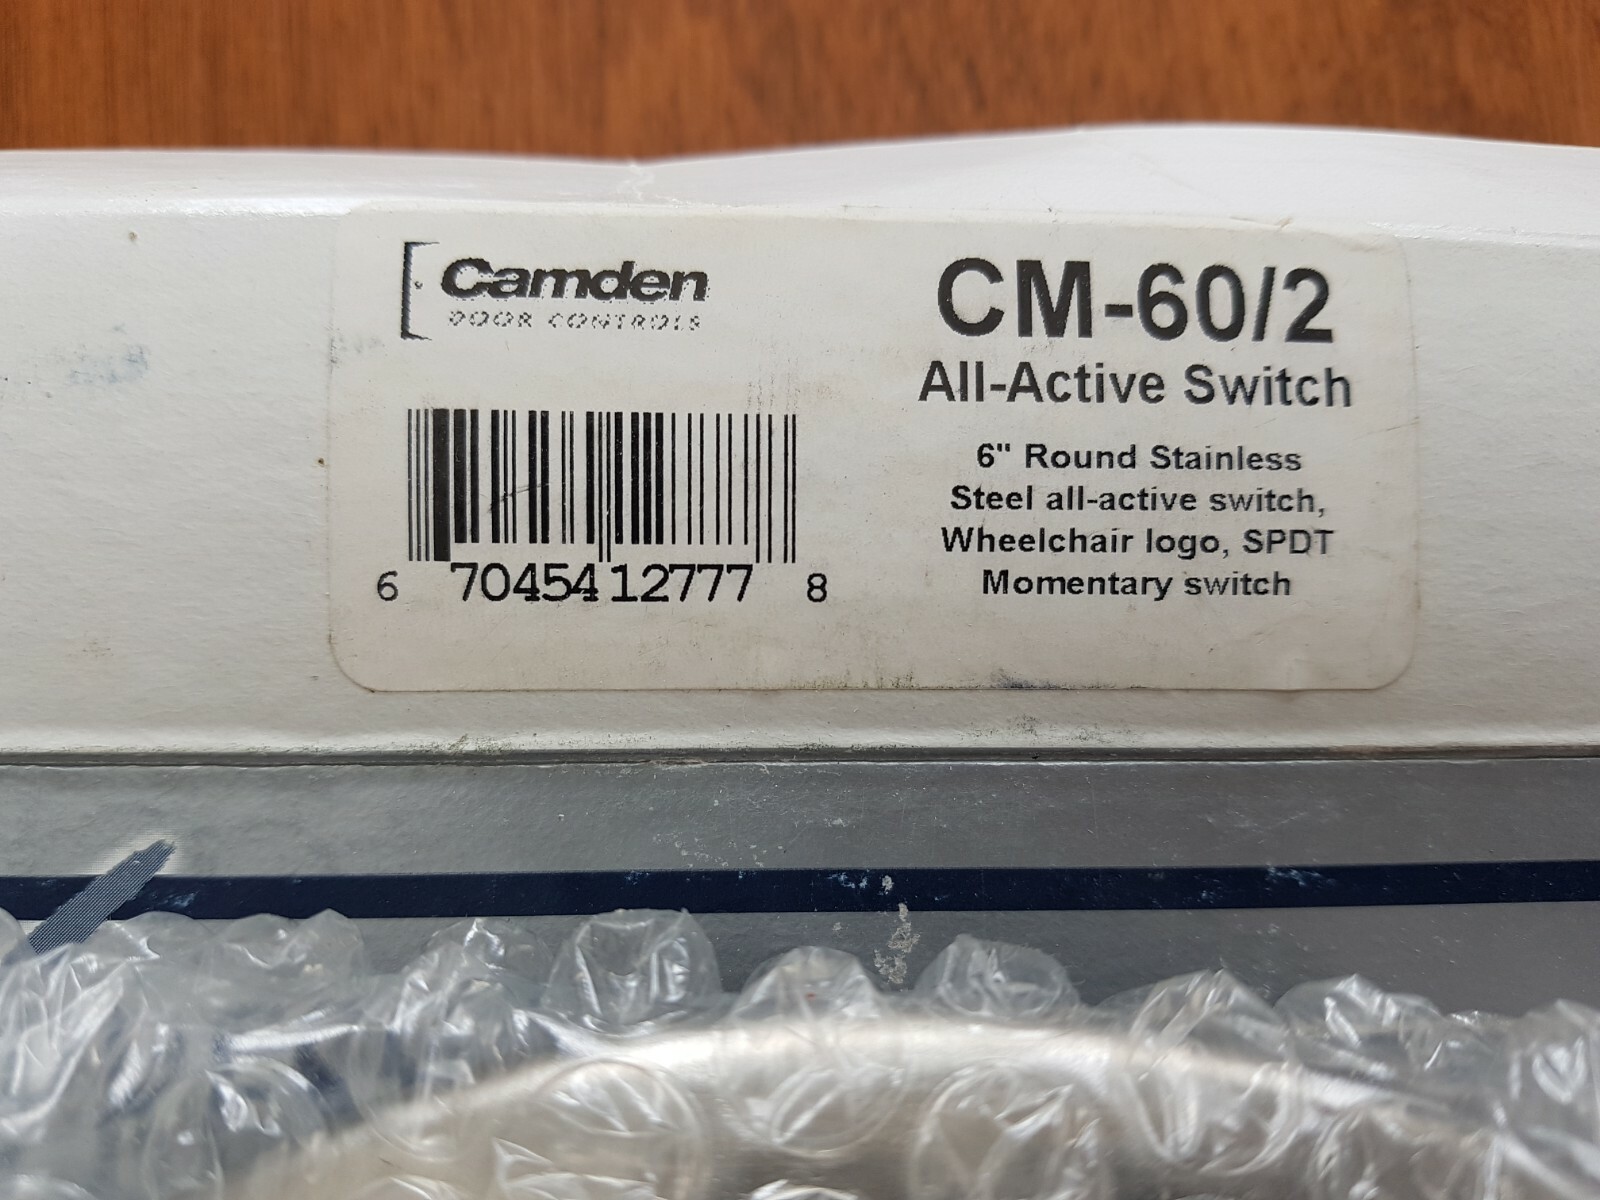 Camden
DOOR CONTROLS
6 70454 12777 8
CM-60/2
All-Active Switch
6" Round Stainless
Steel all-active switch,
Wheelchair logo, SPDT
Momentary switch